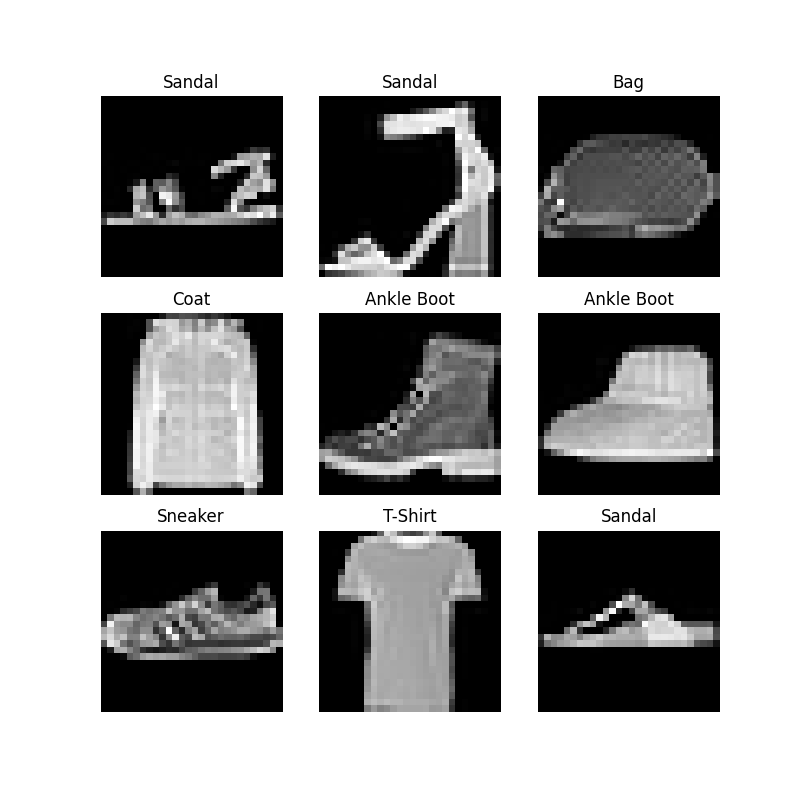 Sandal
Sandal
Bag
Coat
Ankle Boot
Ankle Boot
Sneaker
T-Shirt
Sandal